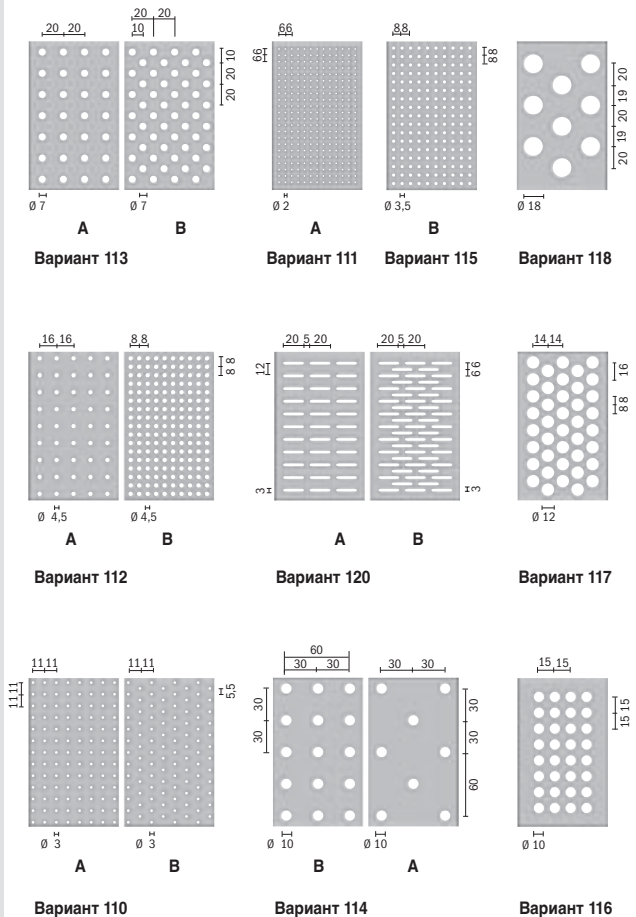 20 20
20 20
10
10
20
20
Ø 7
Ø 7
A
B
Вариант 113
66
66
Ø 2
A
Вариант 111
8,8
8 8
Ø 3,5
B
Вариант 115
20
19
20
19
20
Ø 18
Вариант 118
16 16
8 8
8 8
Ø 4,5
Ø 4,5
A
B
Вариант 112
20 5 20
20 5 20
12
66
3
3
A
B
Вариант 120
14 14
16
8 8
Ø 12
Вариант 117
11 11
11 11
11 11
5,5
Ø 3
Ø 3
A
B
Вариант 110
60
30 30
30 30
30
30
30
30
60
Ø 10
Ø 10
B
A
Вариант 114
15 15
15 15
Ø 10
Вариант 116